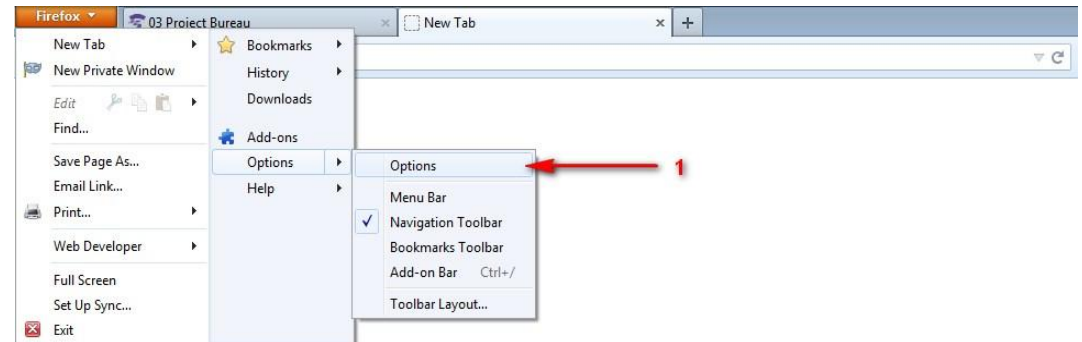 Firefox
03 Project Bureau
New Tab
New Tab
New Private Window
Edit
Find...
Save Page As...
Email Link...
Print...
Web Developer
Full Screen
Set Up Sync...
Exit
Bookmarks
History
Downloads
Add-ons
Options
Help
Options
Menu Bar
Navigation Toolbar
Bookmarks Toolbar
Add-on Bar Ctrl+/
Toolbar Layout...
1